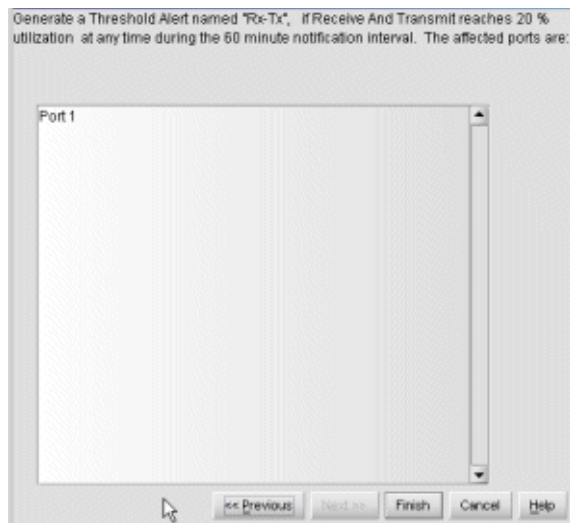 Generate a Threshold Alert named "Rx-Tx", if Receive And Transmit reaches 20 %
utilization at any time during the 60 minute notification interval. The affected ports are:
Port 1
<< Previous
Next >>
Finish
Cancel
Help